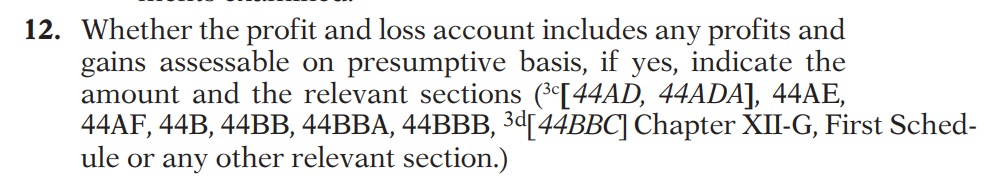 12. Whether the profit and loss account includes any profits and
gains assessable on presumptive basis, if yes, indicate the
amount and the relevant sections (3c[44AD, 44ADA], 44AE,
44AF, 44B, 44BB, 44BBA, 44BBB, 3d[44BBC] Chapter XII-G, First Sched-
ule or any other relevant section.)